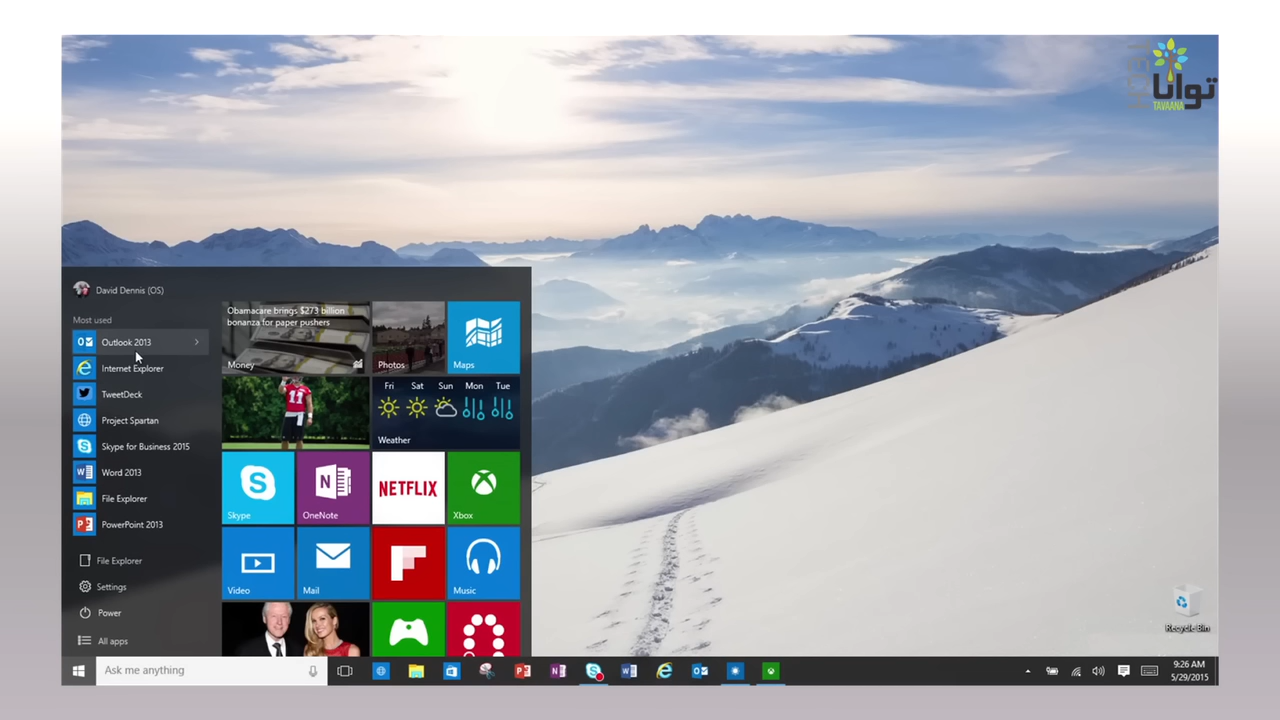 توانا
TAVAANA
David Dennis (OS)
Most used
Outlook 2013
Internet Explorer
TweetDeck
Project Spartan
Skype for Business 2015
Word 2013
File Explorer
PowerPoint 2013
File Explorer
Settings
Power
All apps
Obamacare brings $273 billion
bonanza for paper pushers
Money
Photos
Maps
11
Fri Sat Sun Mon Tue
Weather
Skype
OneNote
NETFLIX
Xbox
Video
Mail
Music
Recycle Bin
Ask me anything
9:26 AM
5/29/2015